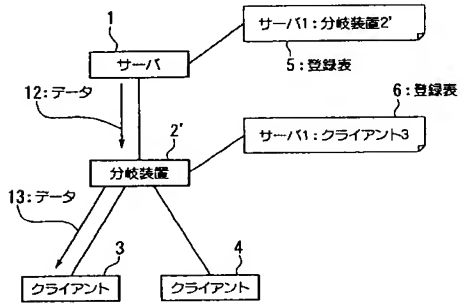 1
サーバ
サーバ1:分岐装置2'
5:登録表
12:データ
6:登録表
2'
サーバ1:クライアント3
分岐装置
13:データ
3
4
クライアント
クライアント